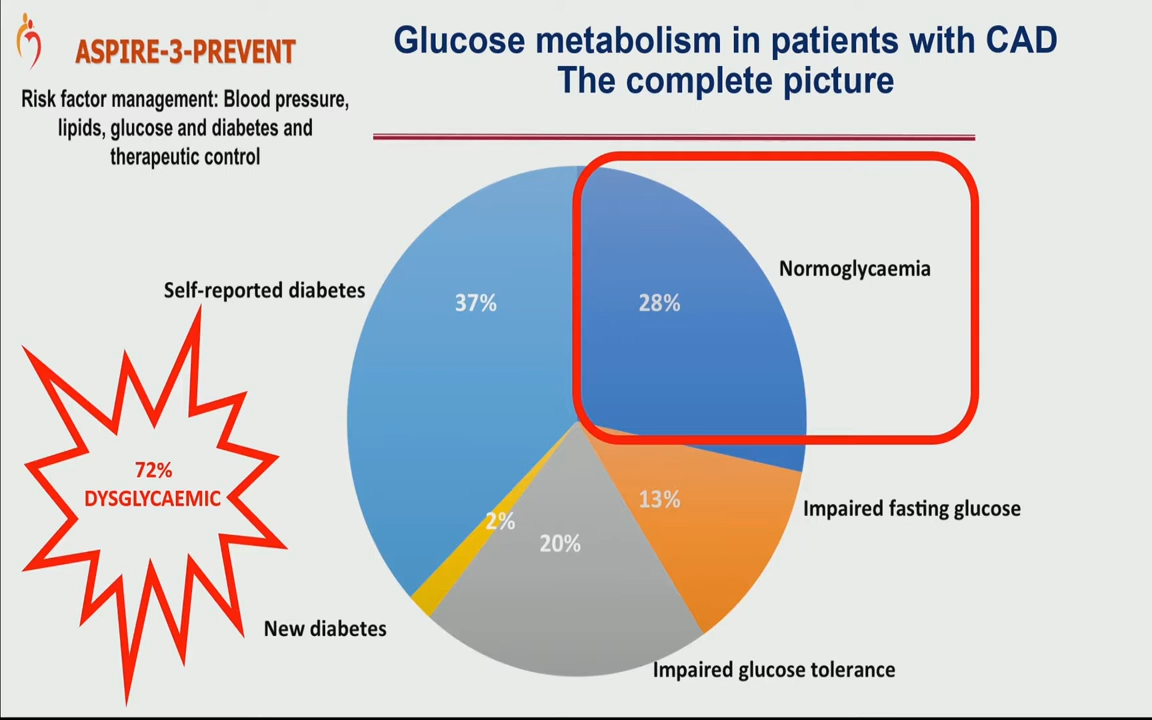 ASPIRE-3-PREVENT
Risk factor management: Blood pressure,
lipids, glucose and diabetes and
therapeutic control
Glucose metabolism in patients with CAD
The complete picture
Self-reported diabetes
37%
28%
Normoglycaemia
72%
DYSGLYCAEMIC
2%
20%
13%
Impaired fasting glucose
New diabetes
Impaired glucose tolerance